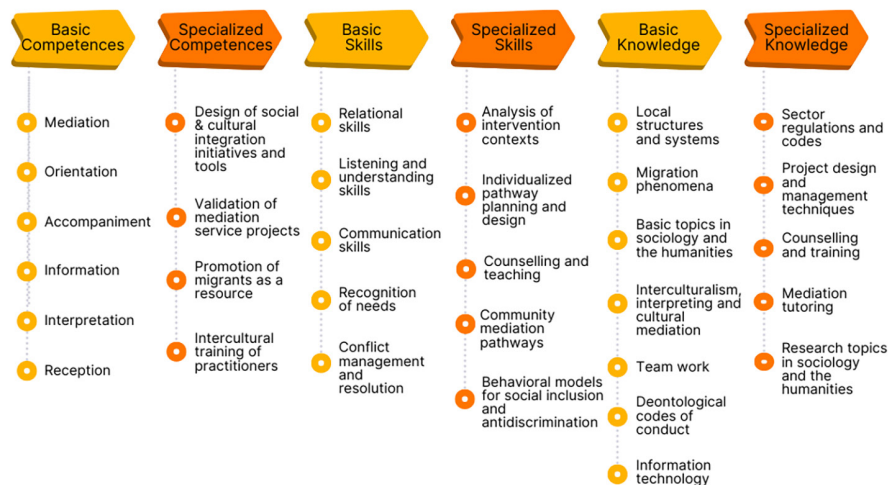 Basic
Competences
Specialized
Competences
Basic
Skills
Specialized
Skills
Basic
Knowledge
Specialized
Knowledge
Mediation
Orientation
Accompaniment
Information
Interpretation
Reception
Design of social
& cultural
integration
initiatives and
tools
Validation of
mediation
service projects
Promotion of
migrants as a
resource
Intercultural
training of
practitioners
Relational
skills
Listening and
understanding
skills
Communication
skills
Recognition
of needs
Conflict
management
and
resolution
Analysis of
intervention
contexts
Individualized
pathway
planning and
design
Counselling and
teaching
Community
mediation
pathways
Behavioral models
for social inclusion
and
antidiscrimination
Local
structures
and systems
Migration
phenomena
Basic topics in
sociology and
the humanities
Interculturalism,
interpreting and
cultural
mediation
Team work
Deontological
codes of
conduct
Information
technology
Sector
regulations and
codes
Project design
and
management
techniques
Counselling
and training
Mediation
tutoring
Research topics
in sociology
and the
humanities